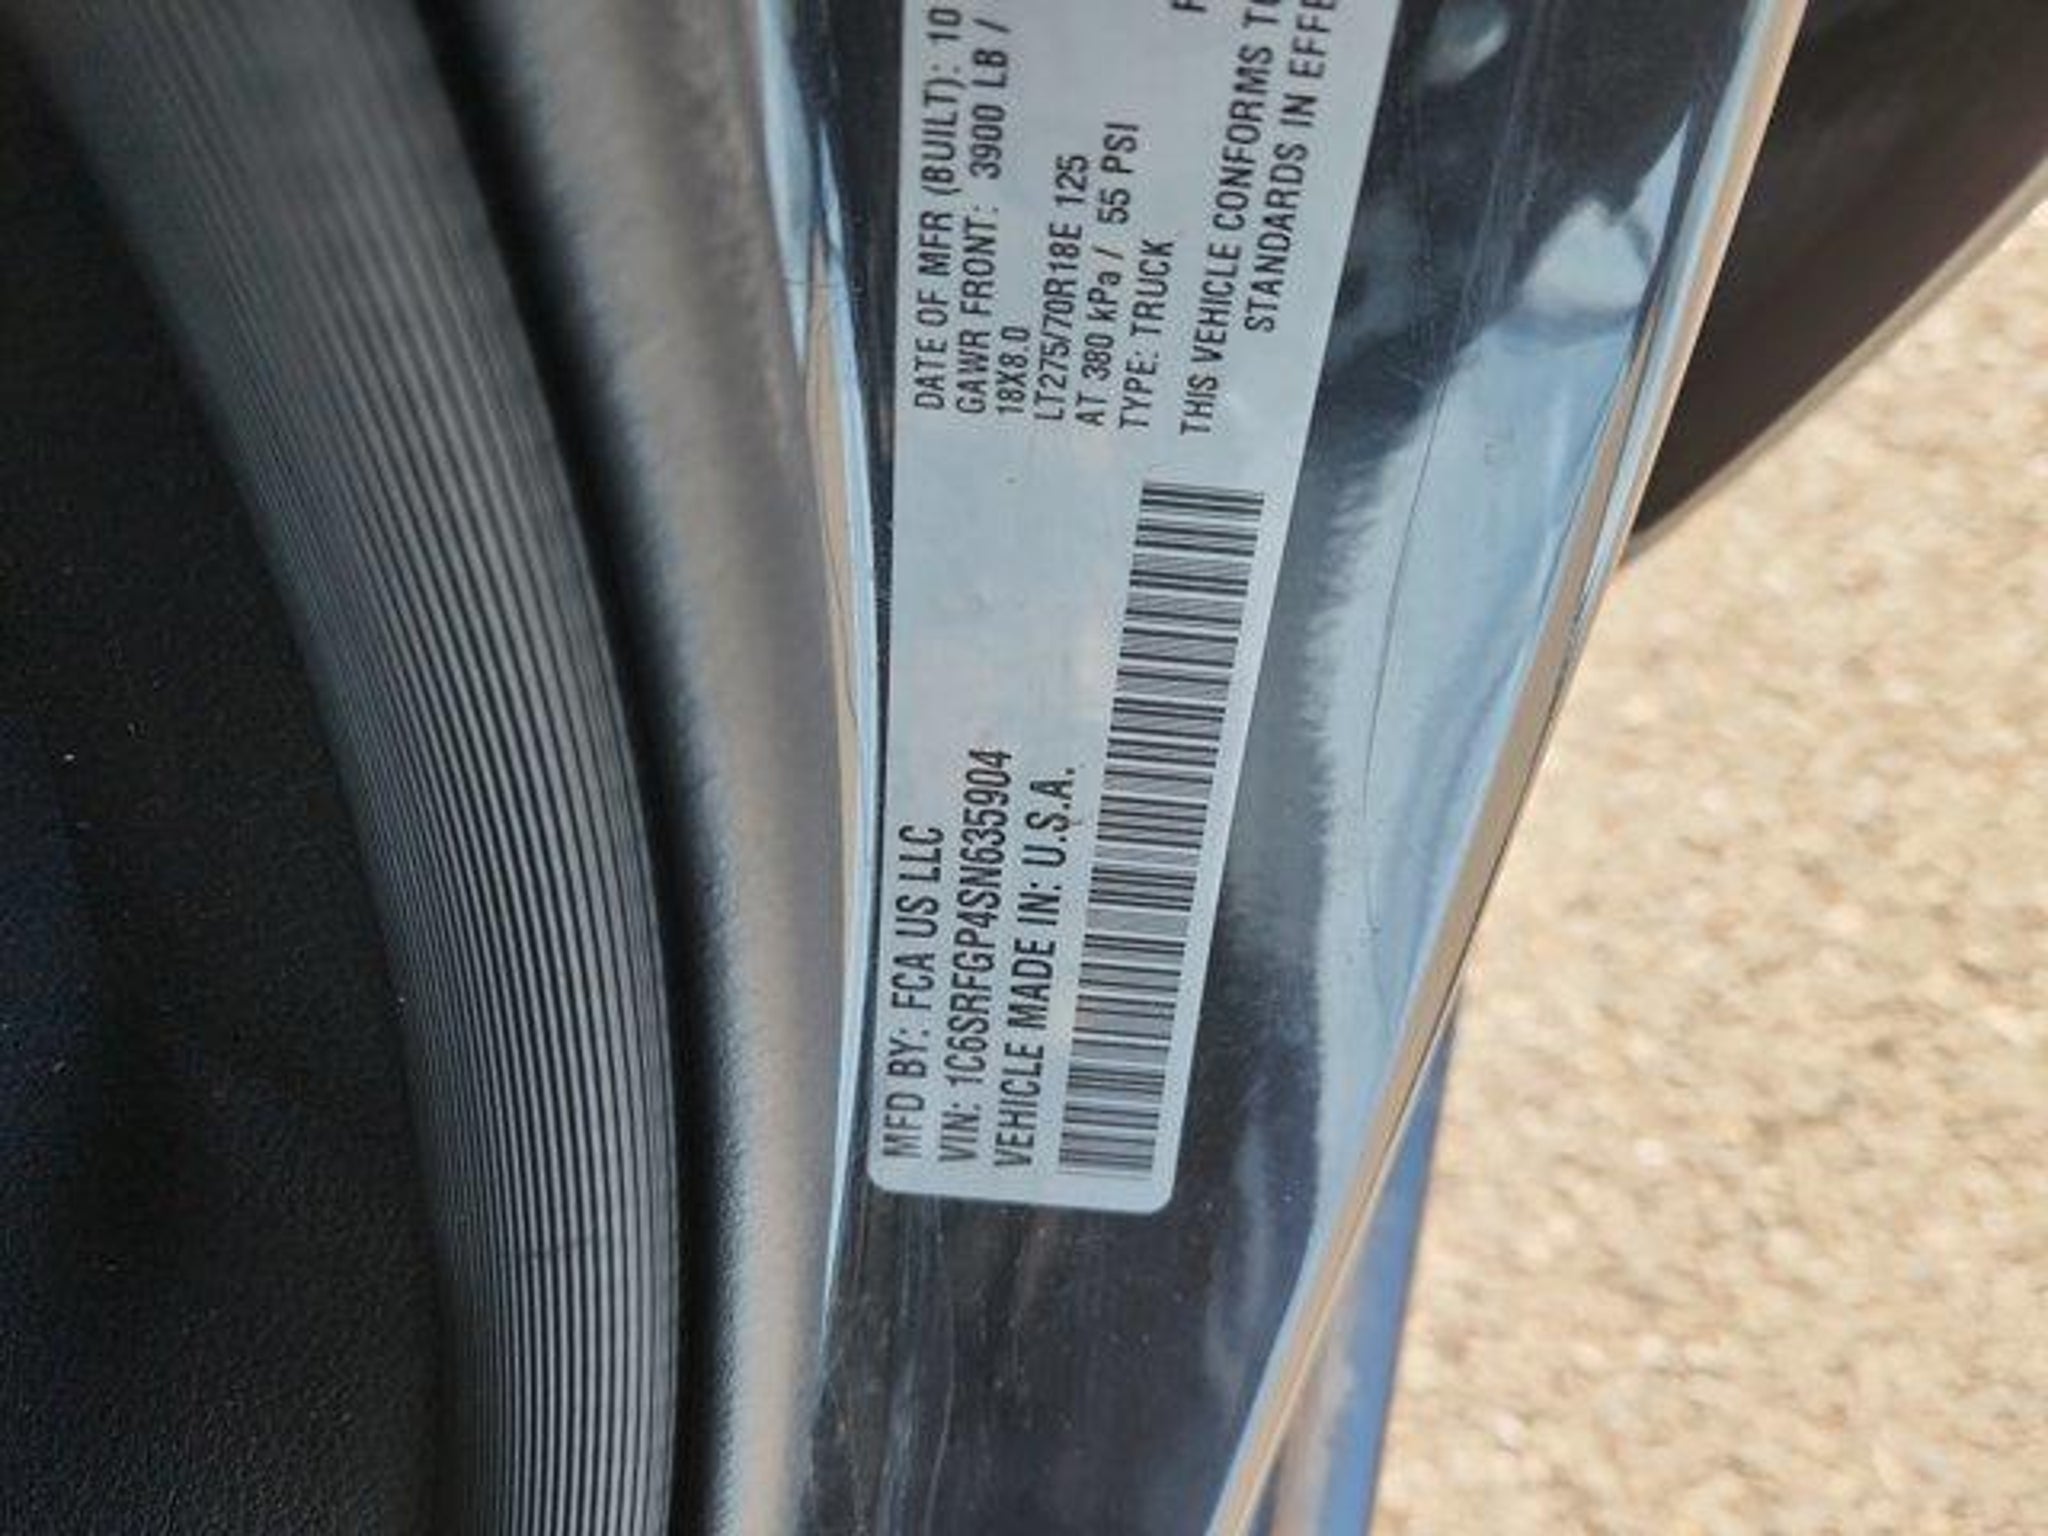 MFD BY: FCA US LLC
VIN: 1C6SRFGP4SN635904
VEHICLE MADE IN: U.S.A.
DATE OF MFR (BUILT): 10
GAWR FRONT: 3900 LB /
18X8.0
LT275/70R18E 125
AT 380 kPa / 55 PSI
TYPE: TRUCK
THIS VEHICLE CONFORMS
STANDARDS IN